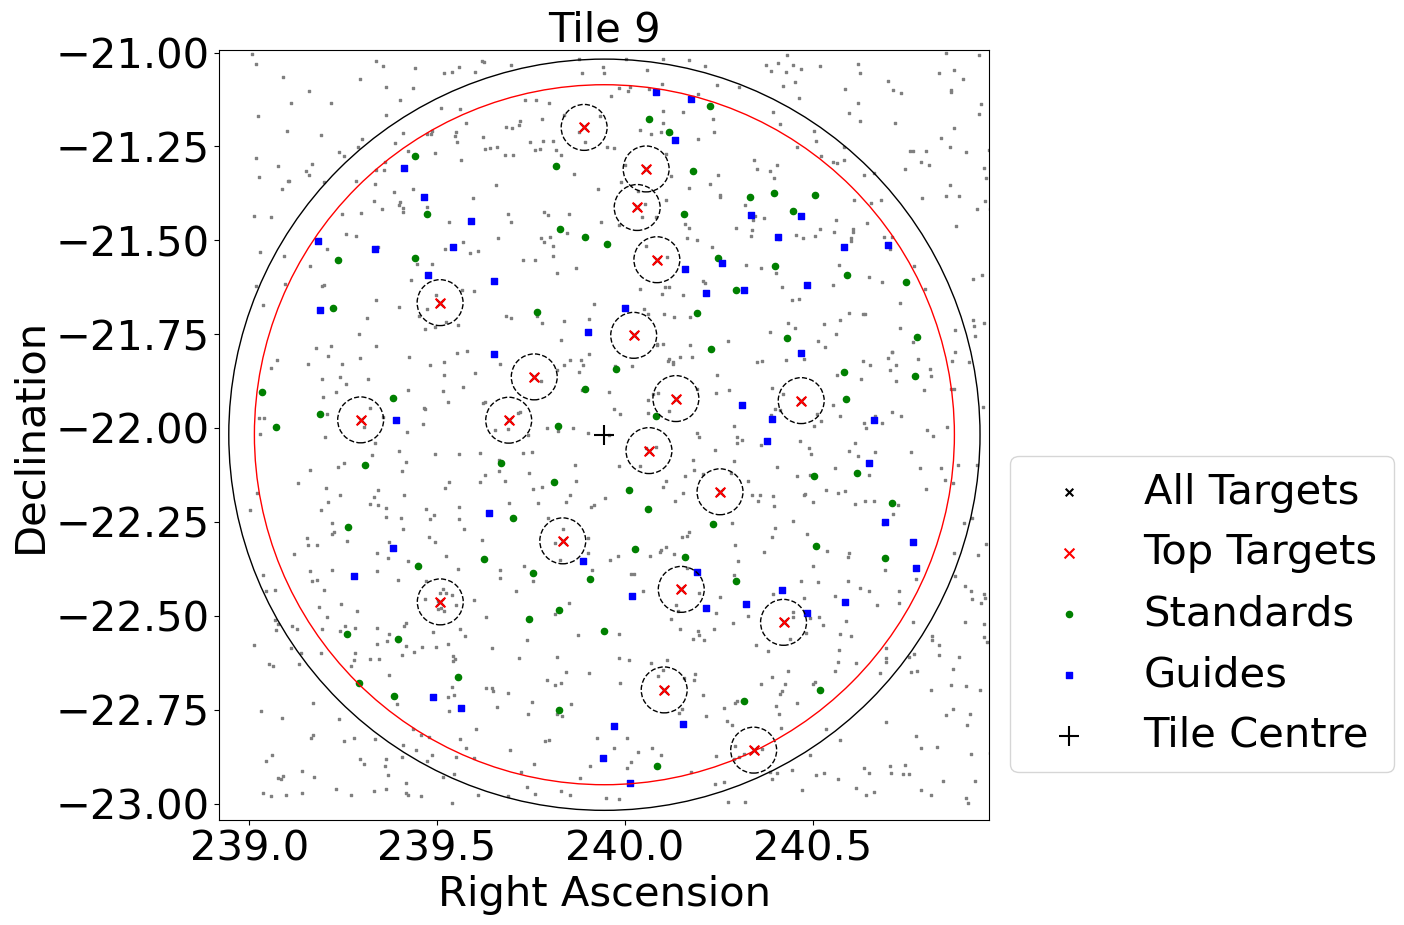 Tile 9
−21.00
−21.25
−21.50
−21.75
−22.00
−22.25
−22.50
−22.75
−23.00
Declination
239.0 239.5 240.0 240.5
Right Ascension
All Targets
Top Targets
Standards
Guides
Tile Centre